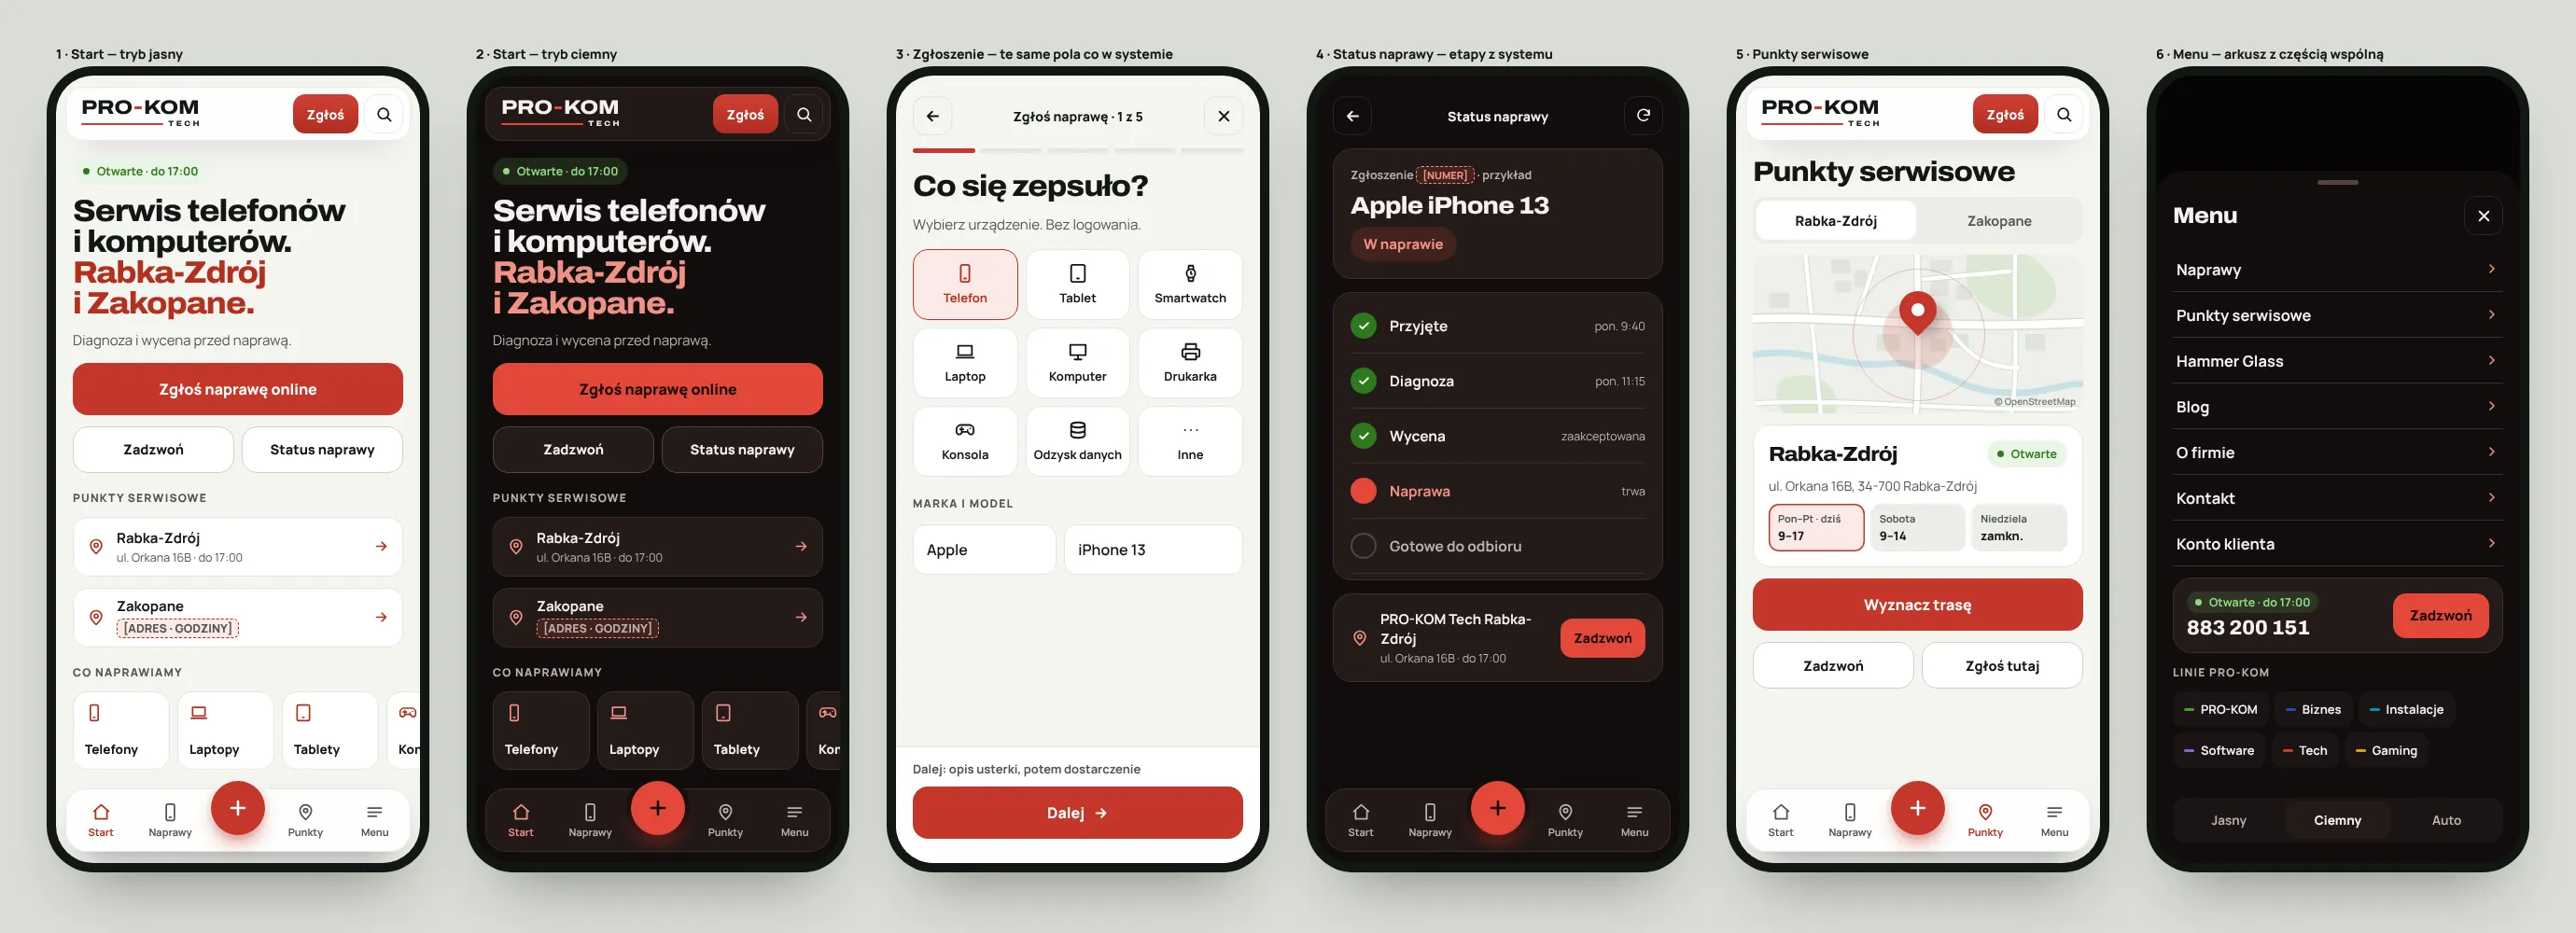 1 · Start — tryb jasny
PRO-KOM
TECH
Zgłoś
Otwarte · do 17:00
Serwis telefonów
i komputerów.
Rabka-Zdrój
i Zakopane.
Diagnoza i wycena przed naprawą.
Zgłoś naprawę online
Zadzwoń
Status naprawy
PUNKTY SERWISOWE
Rabka-Zdrój
ul. Orkana 16B · do 17:00
Zakopane
[ADRES · GODZINY]
CO NAPRAWIAMY
Telefony
Laptopy
Tablety
Kon
Start
Naprawy
Punkty
Menu
2 · Start — tryb ciemny
PRO-KOM
TECH
Zgłoś
Otwarte · do 17:00
Serwis telefonów
i komputerów.
Rabka-Zdrój
i Zakopane.
Diagnoza i wycena przed naprawą.
Zgłoś naprawę online
Zadzwoń
Status naprawy
PUNKTY SERWISOWE
Rabka-Zdrój
ul. Orkana 16B · do 17:00
Zakopane
[ADRES · GODZINY]
CO NAPRAWIAMY
Telefony
Laptopy
Tablety
Kon
Start
Naprawy
Punkty
Menu
3 · Zgłoszenie — te same pola co w systemie
Zgłoś naprawę · 1 z 5
Co się zepsuło?
Wybierz urządzenie. Bez logowania.
Telefon
Tablet
Smartwatch
Laptop
Komputer
Drukarka
Konsola
Odzysk danych
Inne
MARKA I MODEL
Apple
iPhone 13
Dalej: opis usterki, potem dostarczenie
Dalej →
4 · Status naprawy — etapy z systemu
Status naprawy
Zgłoszenie [NUMER] · przykład
Apple iPhone 13
W naprawie
Przyjęte pon. 9:40
Diagnoza pon. 11:15
Wycena zaakceptowana
Naprawa trwa
Gotowe do odbioru
PRO-KOM Tech Rabka-
Zdrój
ul. Orkana 16B · do 17:00
Zadzwoń
Start
Naprawy
Punkty
Menu
5 · Punkty serwisowe
PRO-KOM
TECH
Zgłoś
Punkty serwisowe
Rabka-Zdrój
Zakopane
© OpenStreetMap
Rabka-Zdrój
Otwarte
ul. Orkana 16B, 34-700 Rabka-Zdrój
Pon–Pt · dziś
9–17
Sobota
9–14
Niedziela
zamkn.
Wyznacz trasę
Zadzwoń
Zgłoś tutaj
Start
Naprawy
Punkty
Menu
6 · Menu — arkusz z częścią wspólną
Menu
Naprawy
Punkty serwisowe
Hammer Glass
Blog
O firmie
Kontakt
Konto klienta
Otwarte · do 17:00
883 200 151
Zadzwoń
LINIE PRO-KOM
PRO-KOM
Biznes
Instalacje
Software
Tech
Gaming
Jasny
Ciemny
Auto